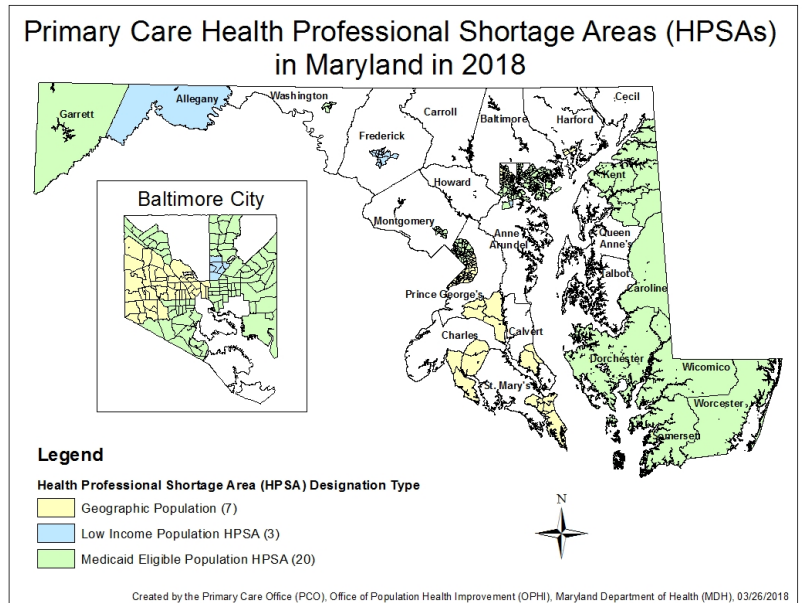 Primary Care Health Professional Shortage Areas (HPSAs)
in Maryland in 2018
Garrett
Allegany
Washington
Frederick
Carroll
Baltimore
Harford
Cecil
Howard
Montgomery
Kent
Anne
Arundel
Queen
Anne's
Talbot
Caroline
Prince George's
Charles
Calvert
St. Mary's
Dorchester
Wicomico
Worcester
Somerset
Baltimore City
Legend
Health Professional Shortage Area (HPSA) Designation Type
Geographic Population (7)
Low Income Population HPSA (3)
Medicaid Eligible Population HPSA (20)
N
Created by the Primary Care Office (PCO), Office of Population Health Improvement (OPHI), Maryland Department of Health (MDH), 03/26/2018